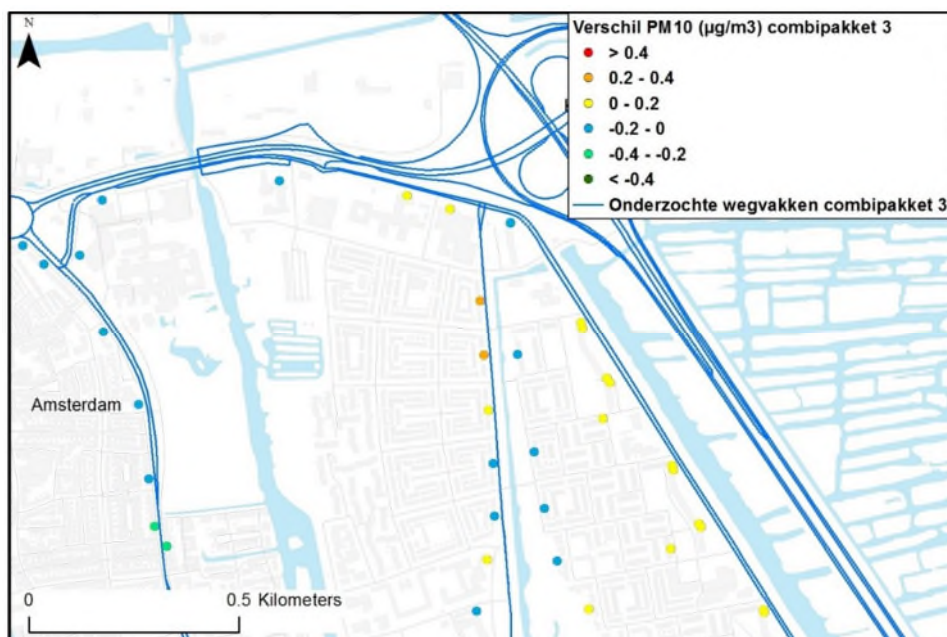 N
Verschil PM10 (µg/m3) combipakket 3
> 0.4
0.2 - 0.4
0 - 0.2
-0.2 - 0
-0.4 - -0.2
< -0.4
Onderzochte wegvakken combipakket 3
Amsterdam
0 0.5 Kilometers